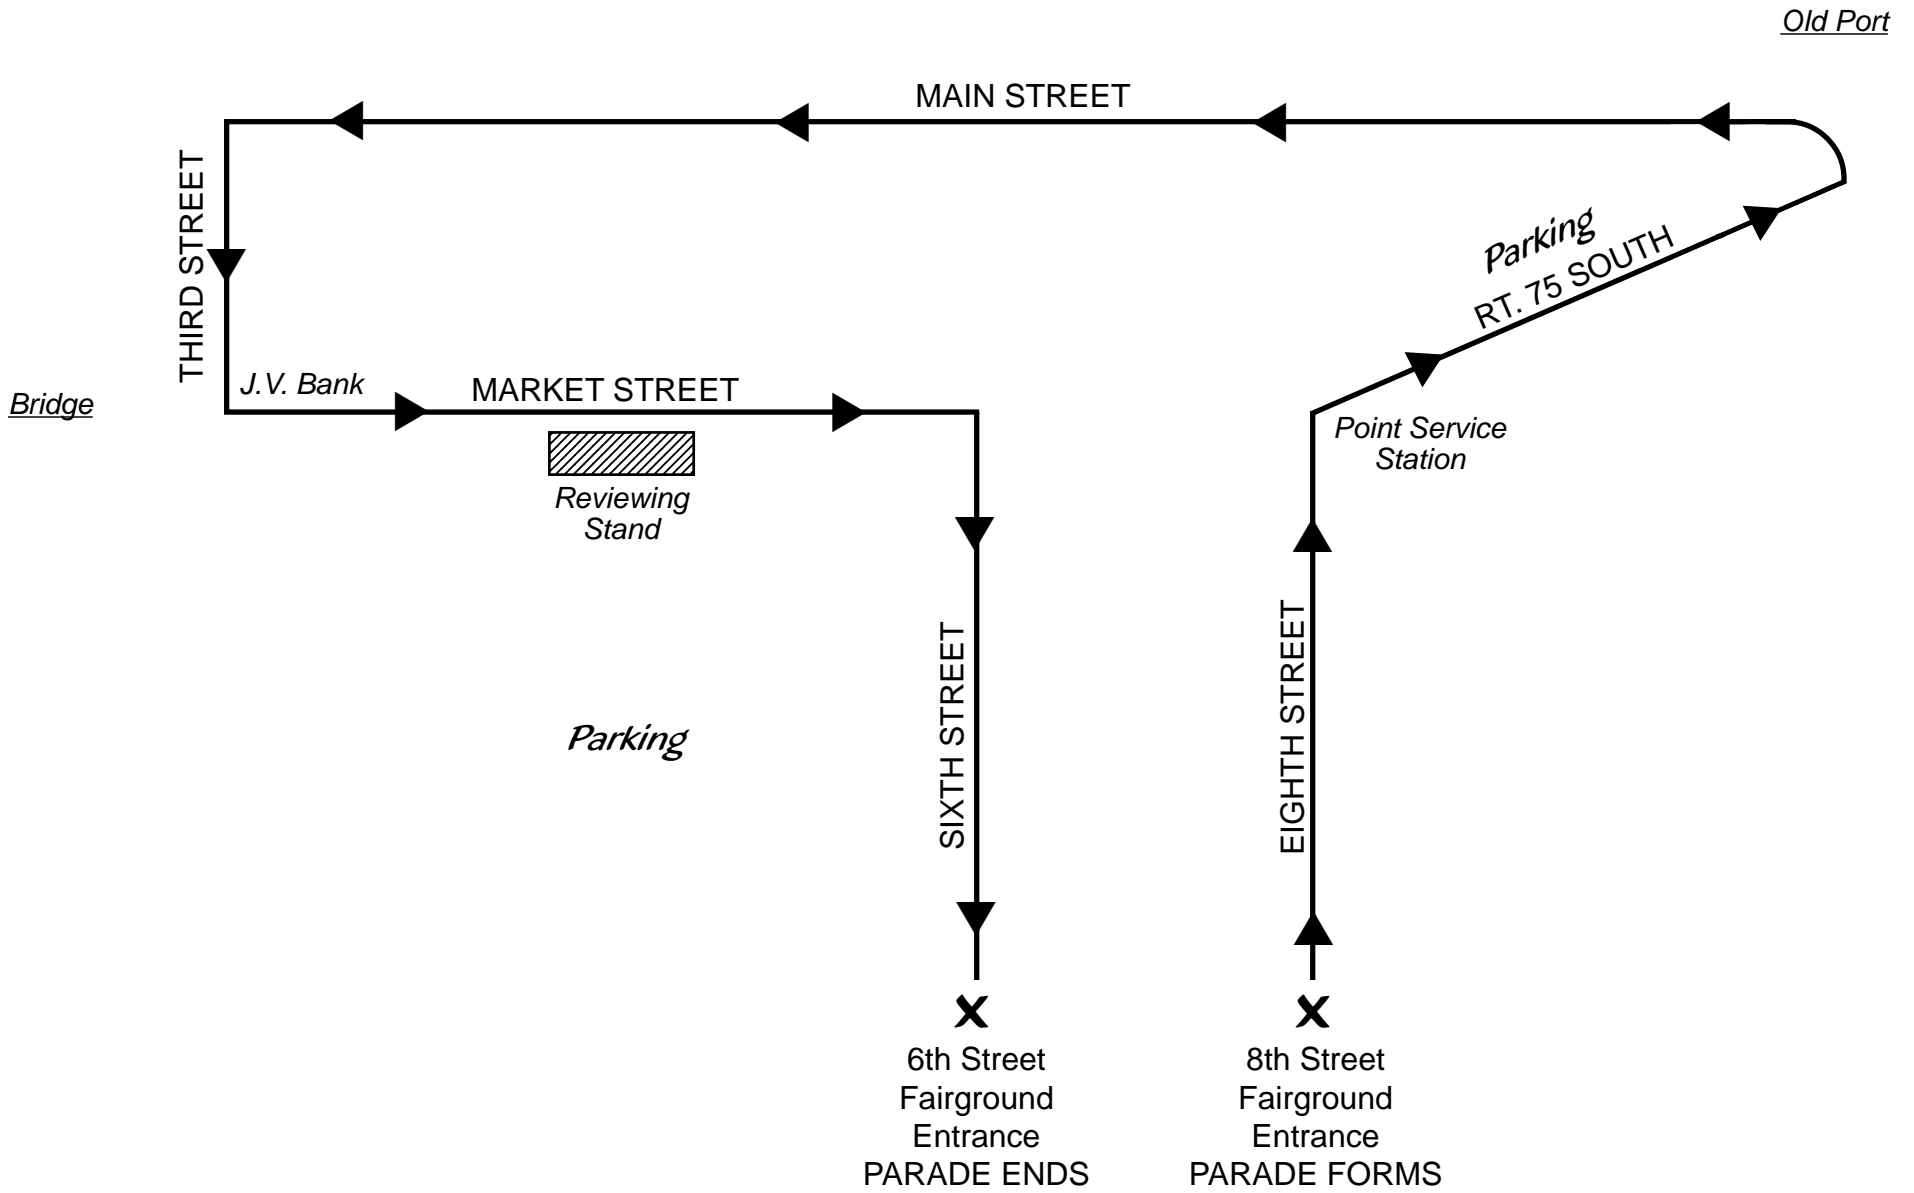 Old Port
MAIN STREET
THIRD STREET
Parking
RT. 75 SOUTH
J.V. Bank
MARKET STREET
Bridge
Point Service
Station
Reviewing
Stand
SIXTH STREET
EIGHTH STREET
Parking
x
6th Street
Fairground
Entrance
PARADE ENDS
x
8th Street
Fairground
Entrance
PARADE FORMS